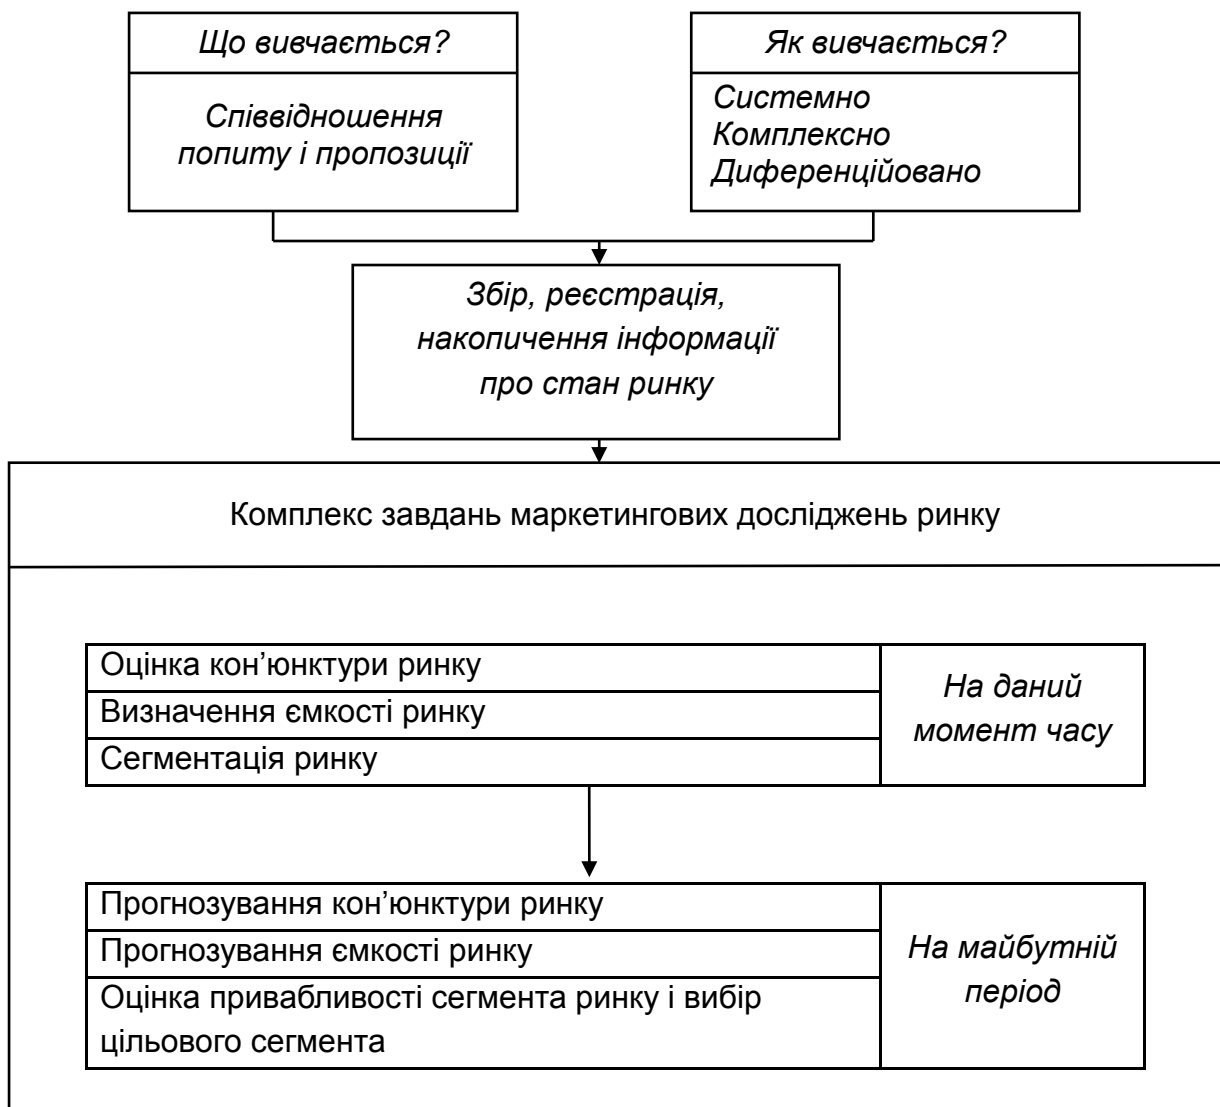 Що вивчається?
Співвідношення
попиту і пропозиції
Як вивчається?
Системно
Комплексно
Диференційовано
Збір, реєстрація,
накопичення інформації
про стан ринку
Комплекс завдань маркетингових досліджень ринку
Оцінка кон’юнктури ринку
Визначення ємкості ринку
Сегментація ринку
На даний
момент часу
Прогнозування кон’юнктури ринку
Прогнозування ємкості ринку
Оцінка привабливості сегмента ринку і вибір
цільового сегмента
На майбутній
період